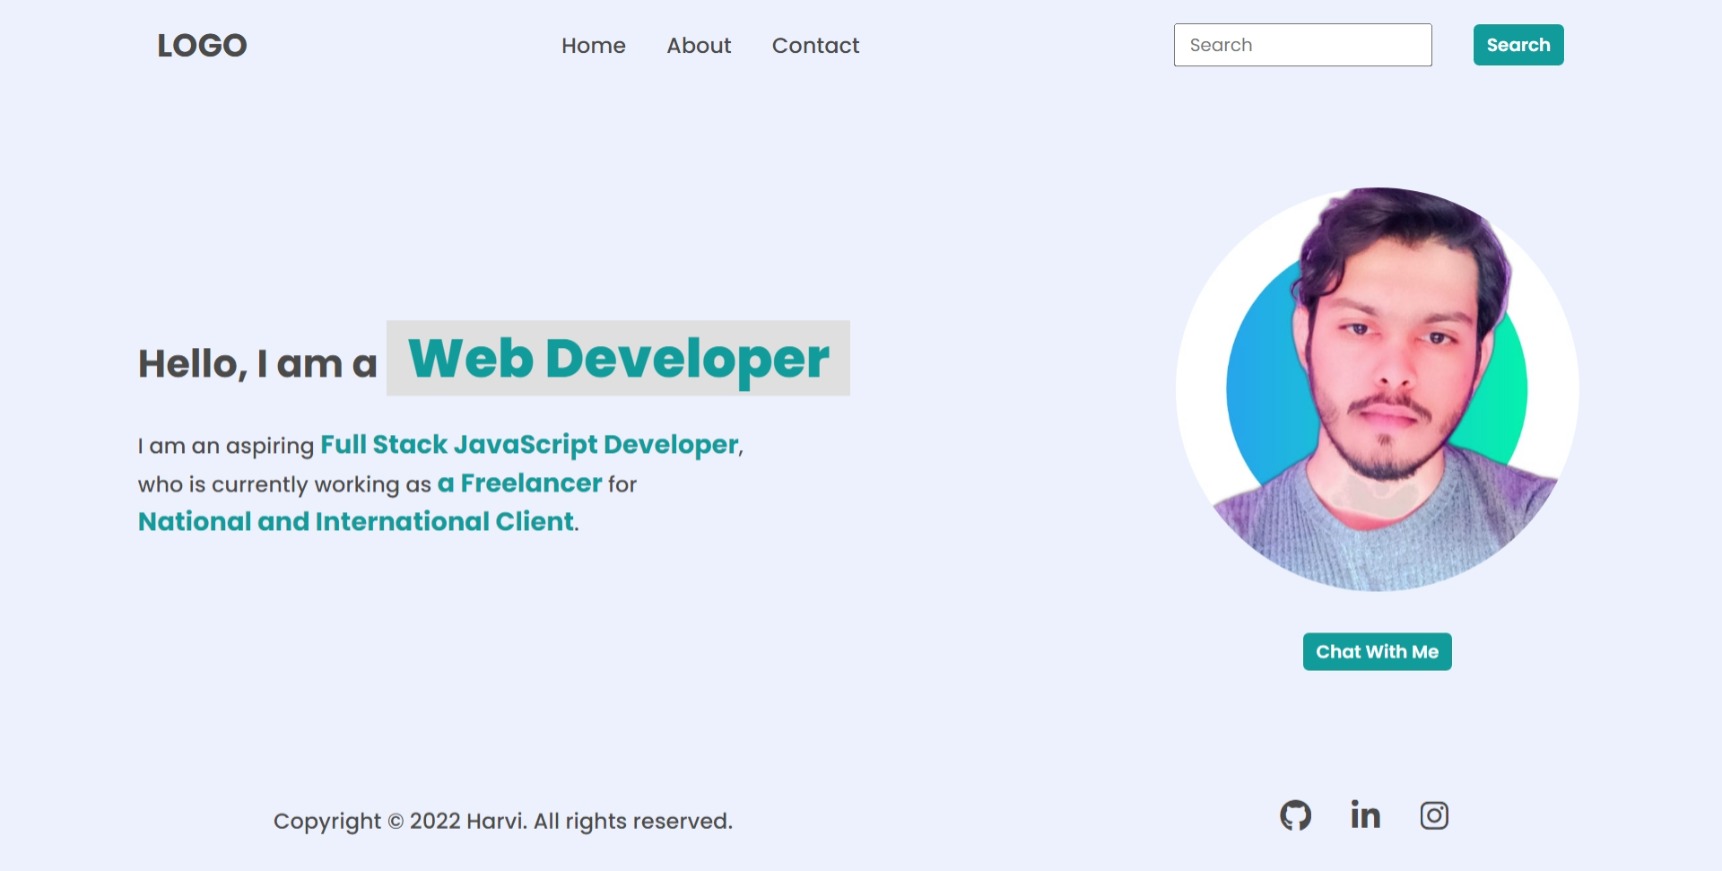 LOGO
Home About Contact
Search Search
Hello, I am a Web Developer
I am an aspiring Full Stack JavaScript Developer,
who is currently working as a Freelancer for
National and International Client.
Chat With Me
Copyright © 2022 Harvi. All rights reserved.
in